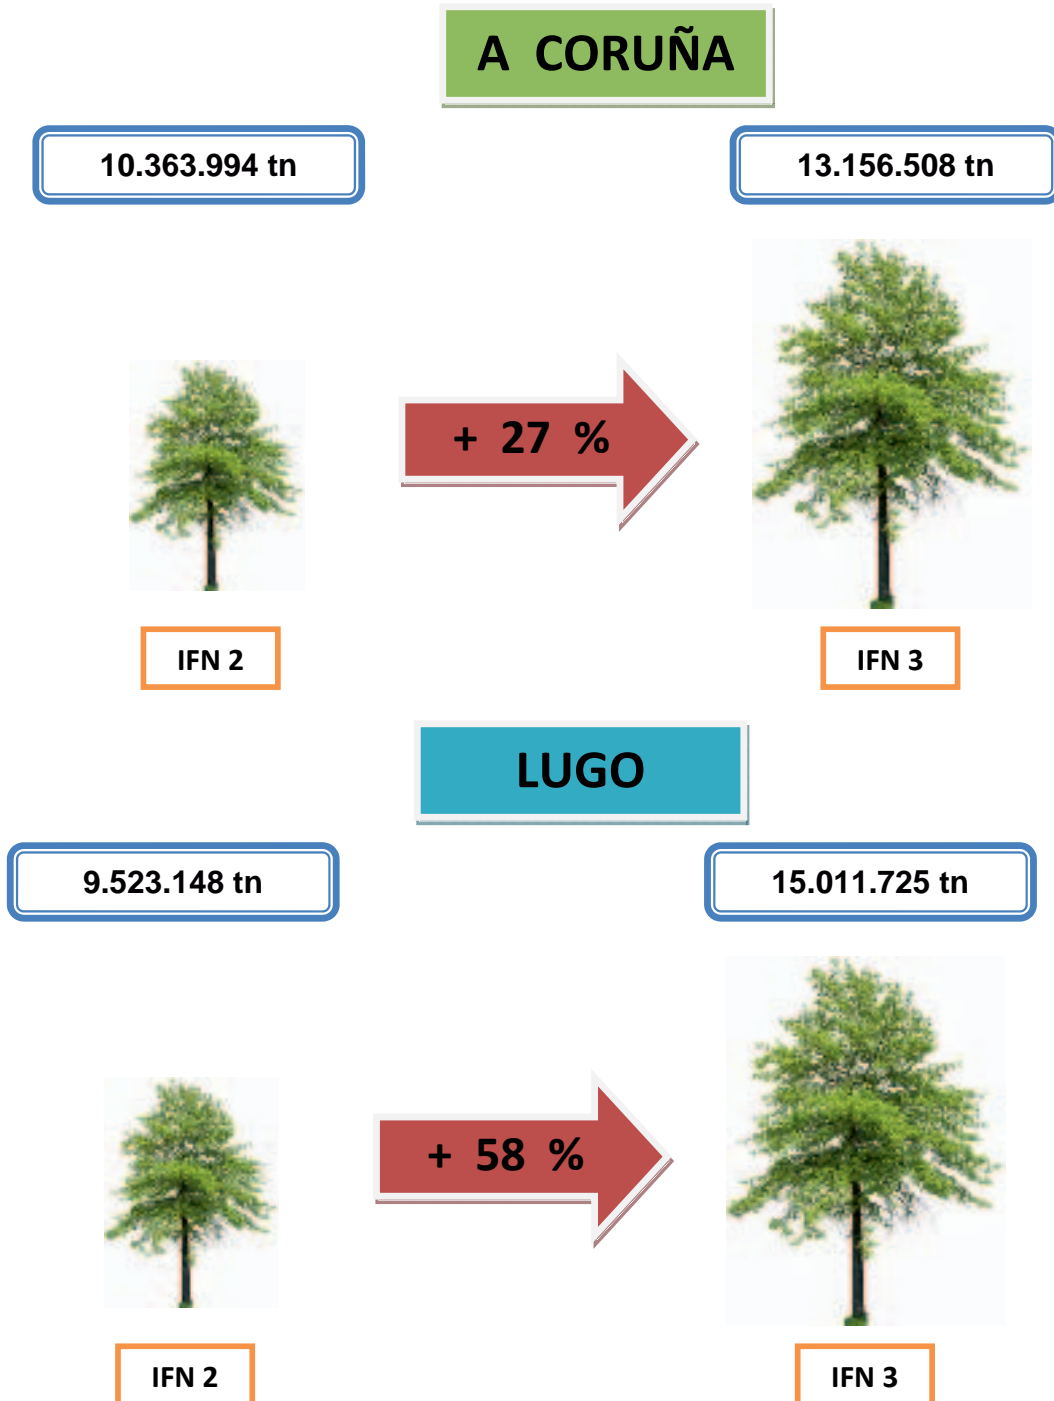 A CORUÑA
10.363.994 tn
13.156.508 tn
+ 27 %
IFN 2
IFN 3
LUGO
9.523.148 tn
15.011.725 tn
+ 58 %
IFN 2
IFN 3